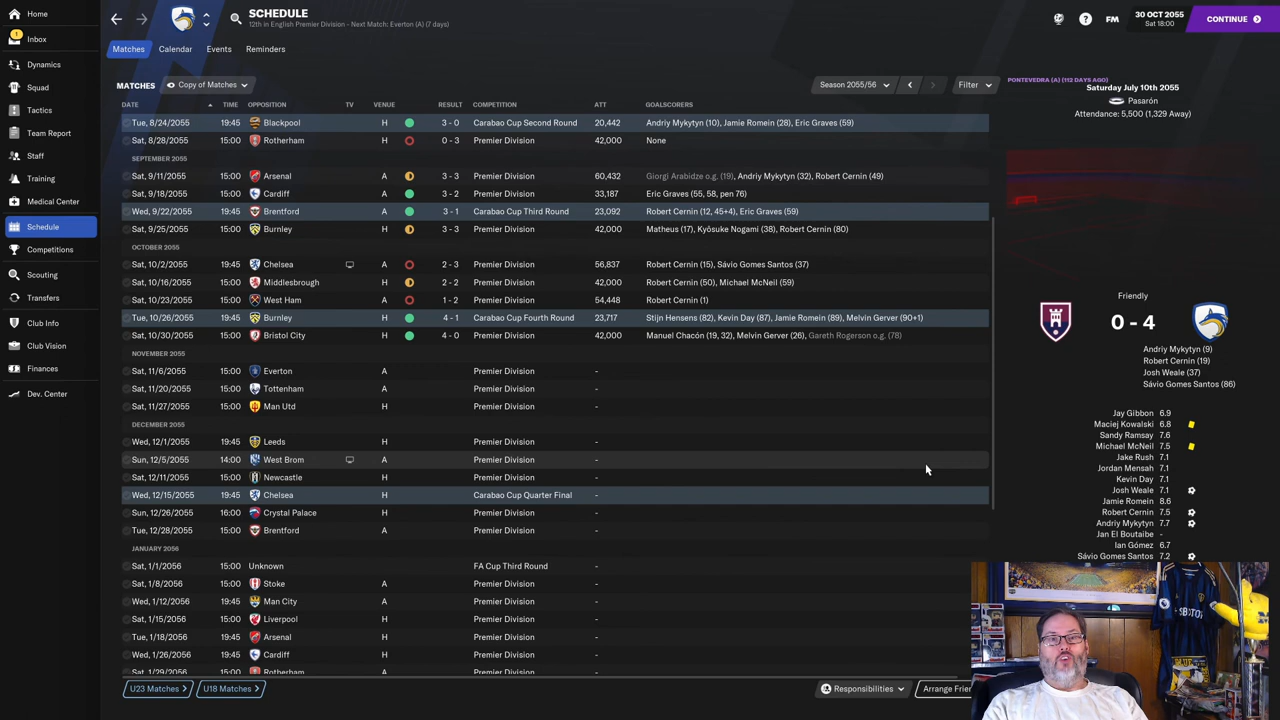 Home
SCHEDULE
12th in English Premier Division - Next Match: Everton (A) (7 days)
FM
30 OCT 2055
Sat 18:00
CONTINUE
1
Inbox
Dynamics
Squad
Tactics
Team Report
Staff
Training
Medical Center
Schedule
Competitions
Scouting
Transfers
Club Info
Club Vision
Finances
Dev. Center
Matches
Calendar
Events
Reminders
MATCHES
Copy of Matches
Season 2055/56
Filter
DATE TIME OPPOSITION TV VENUE RESULT COMPETITION ATT GOALSCORERS
Tue, 8/24/2055 19:45 Blackpool H 3 - 0 Carabao Cup Second Round 20,442 Andriy Mykytyn (10), Jamie Romein (28), Eric Graves (59)
Sat, 8/28/2055 15:00 Rotherham H 0 - 3 Premier Division 42,000 None
SEPTEMBER 2055
Sat, 9/11/2055 15:00 Arsenal A 3 - 3 Premier Division 60,432 Giorgi Arabidze o.g. (19), Andriy Mykytyn (32), Robert Cernin (49)
Sat, 9/18/2055 15:00 Cardiff A 3 - 2 Premier Division 33,187 Eric Graves (55, 58, pen 76)
Wed, 9/22/2055 19:45 Brentford A 3 - 1 Carabao Cup Third Round 23,092 Robert Cernin (12, 45+4), Eric Graves (59)
Sat, 9/25/2055 15:00 Burnley H 3 - 3 Premier Division 42,000 Matheus (17), Kyôsuke Nogami (38), Robert Cernin (80)
OCTOBER 2055
Sat, 10/2/2055 19:45 Chelsea A 2 - 3 Premier Division 56,837 Robert Cernin (15), Sávio Gomes Santos (37)
Sat, 10/16/2055 15:00 Middlesbrough H 2 - 2 Premier Division 42,000 Robert Cernin (50), Michael McNeil (59)
Sat, 10/23/2055 15:00 West Ham A 1 - 2 Premier Division 54,448 Robert Cernin (1)
Tue, 10/26/2055 19:45 Burnley H 4 - 1 Carabao Cup Fourth Round 23,717 Stijn Hensens (82), Kevin Day (87), Jamie Romein (89), Melvin Gerver (90+1)
Sat, 10/30/2055 15:00 Bristol City H 4 - 0 Premier Division 42,000 Manuel Chacón (19, 32), Melvin Gerver (26), Gareth Rogerson o.g. (78)
NOVEMBER 2055
Sat, 11/6/2055 15:00 Everton A Premier Division -
Sat, 11/20/2055 15:00 Tottenham A Premier Division -
Sat, 11/27/2055 15:00 Man Utd H Premier Division -
DECEMBER 2055
Wed, 12/1/2055 19:45 Leeds H Premier Division -
Sun, 12/5/2055 14:00 West Brom A Premier Division -
Sat, 12/11/2055 15:00 Newcastle H Premier Division -
Wed, 12/15/2055 19:45 Chelsea H Carabao Cup Quarter Final -
Sun, 12/26/2055 16:00 Crystal Palace H Premier Division -
Tue, 12/28/2055 15:00 Brentford A Premier Division -
JANUARY 2056
Sat, 1/1/2056 15:00 Unknown FA Cup Third Round -
Sat, 1/8/2056 15:00 Stoke A Premier Division -
Wed, 1/12/2056 19:45 Man City A Premier Division -
Sat, 1/15/2056 15:00 Liverpool H Premier Division -
Tue, 1/18/2056 19:45 Arsenal H Premier Division -
Wed, 1/26/2056 19:45 Cardiff H Premier Division -
Sat, 1/29/2056 15:00 Rotherham A Premier Division -
U23 Matches
U18 Matches
Responsibilities
Arrange Frien
PONTEVEDRA (A) (112 DAYS AGO)
Saturday July 10th 2055
Pasarón
Attendance: 5,500 (1,329 Away)
Friendly
0 - 4
Andriy Mykytyn (9)
Robert Cernin (19)
Josh Weale (37)
Sávio Gomes Santos (86)
Jay Gibbon 6.9
Maciej Kowalski 6.8
Sandy Ramsay 7.6
Michael McNeil 7.5
Jake Rush 7.1
Jordan Mensah 7.1
Kevin Day 7.1
Josh Weale 7.1
Jamie Romein 8.6
Robert Cernin 7.5
Andriy Mykytyn 7.7
Jan El Boutaibe -
Ian Gómez 6.7
Sávio Gomes Santos 7.2